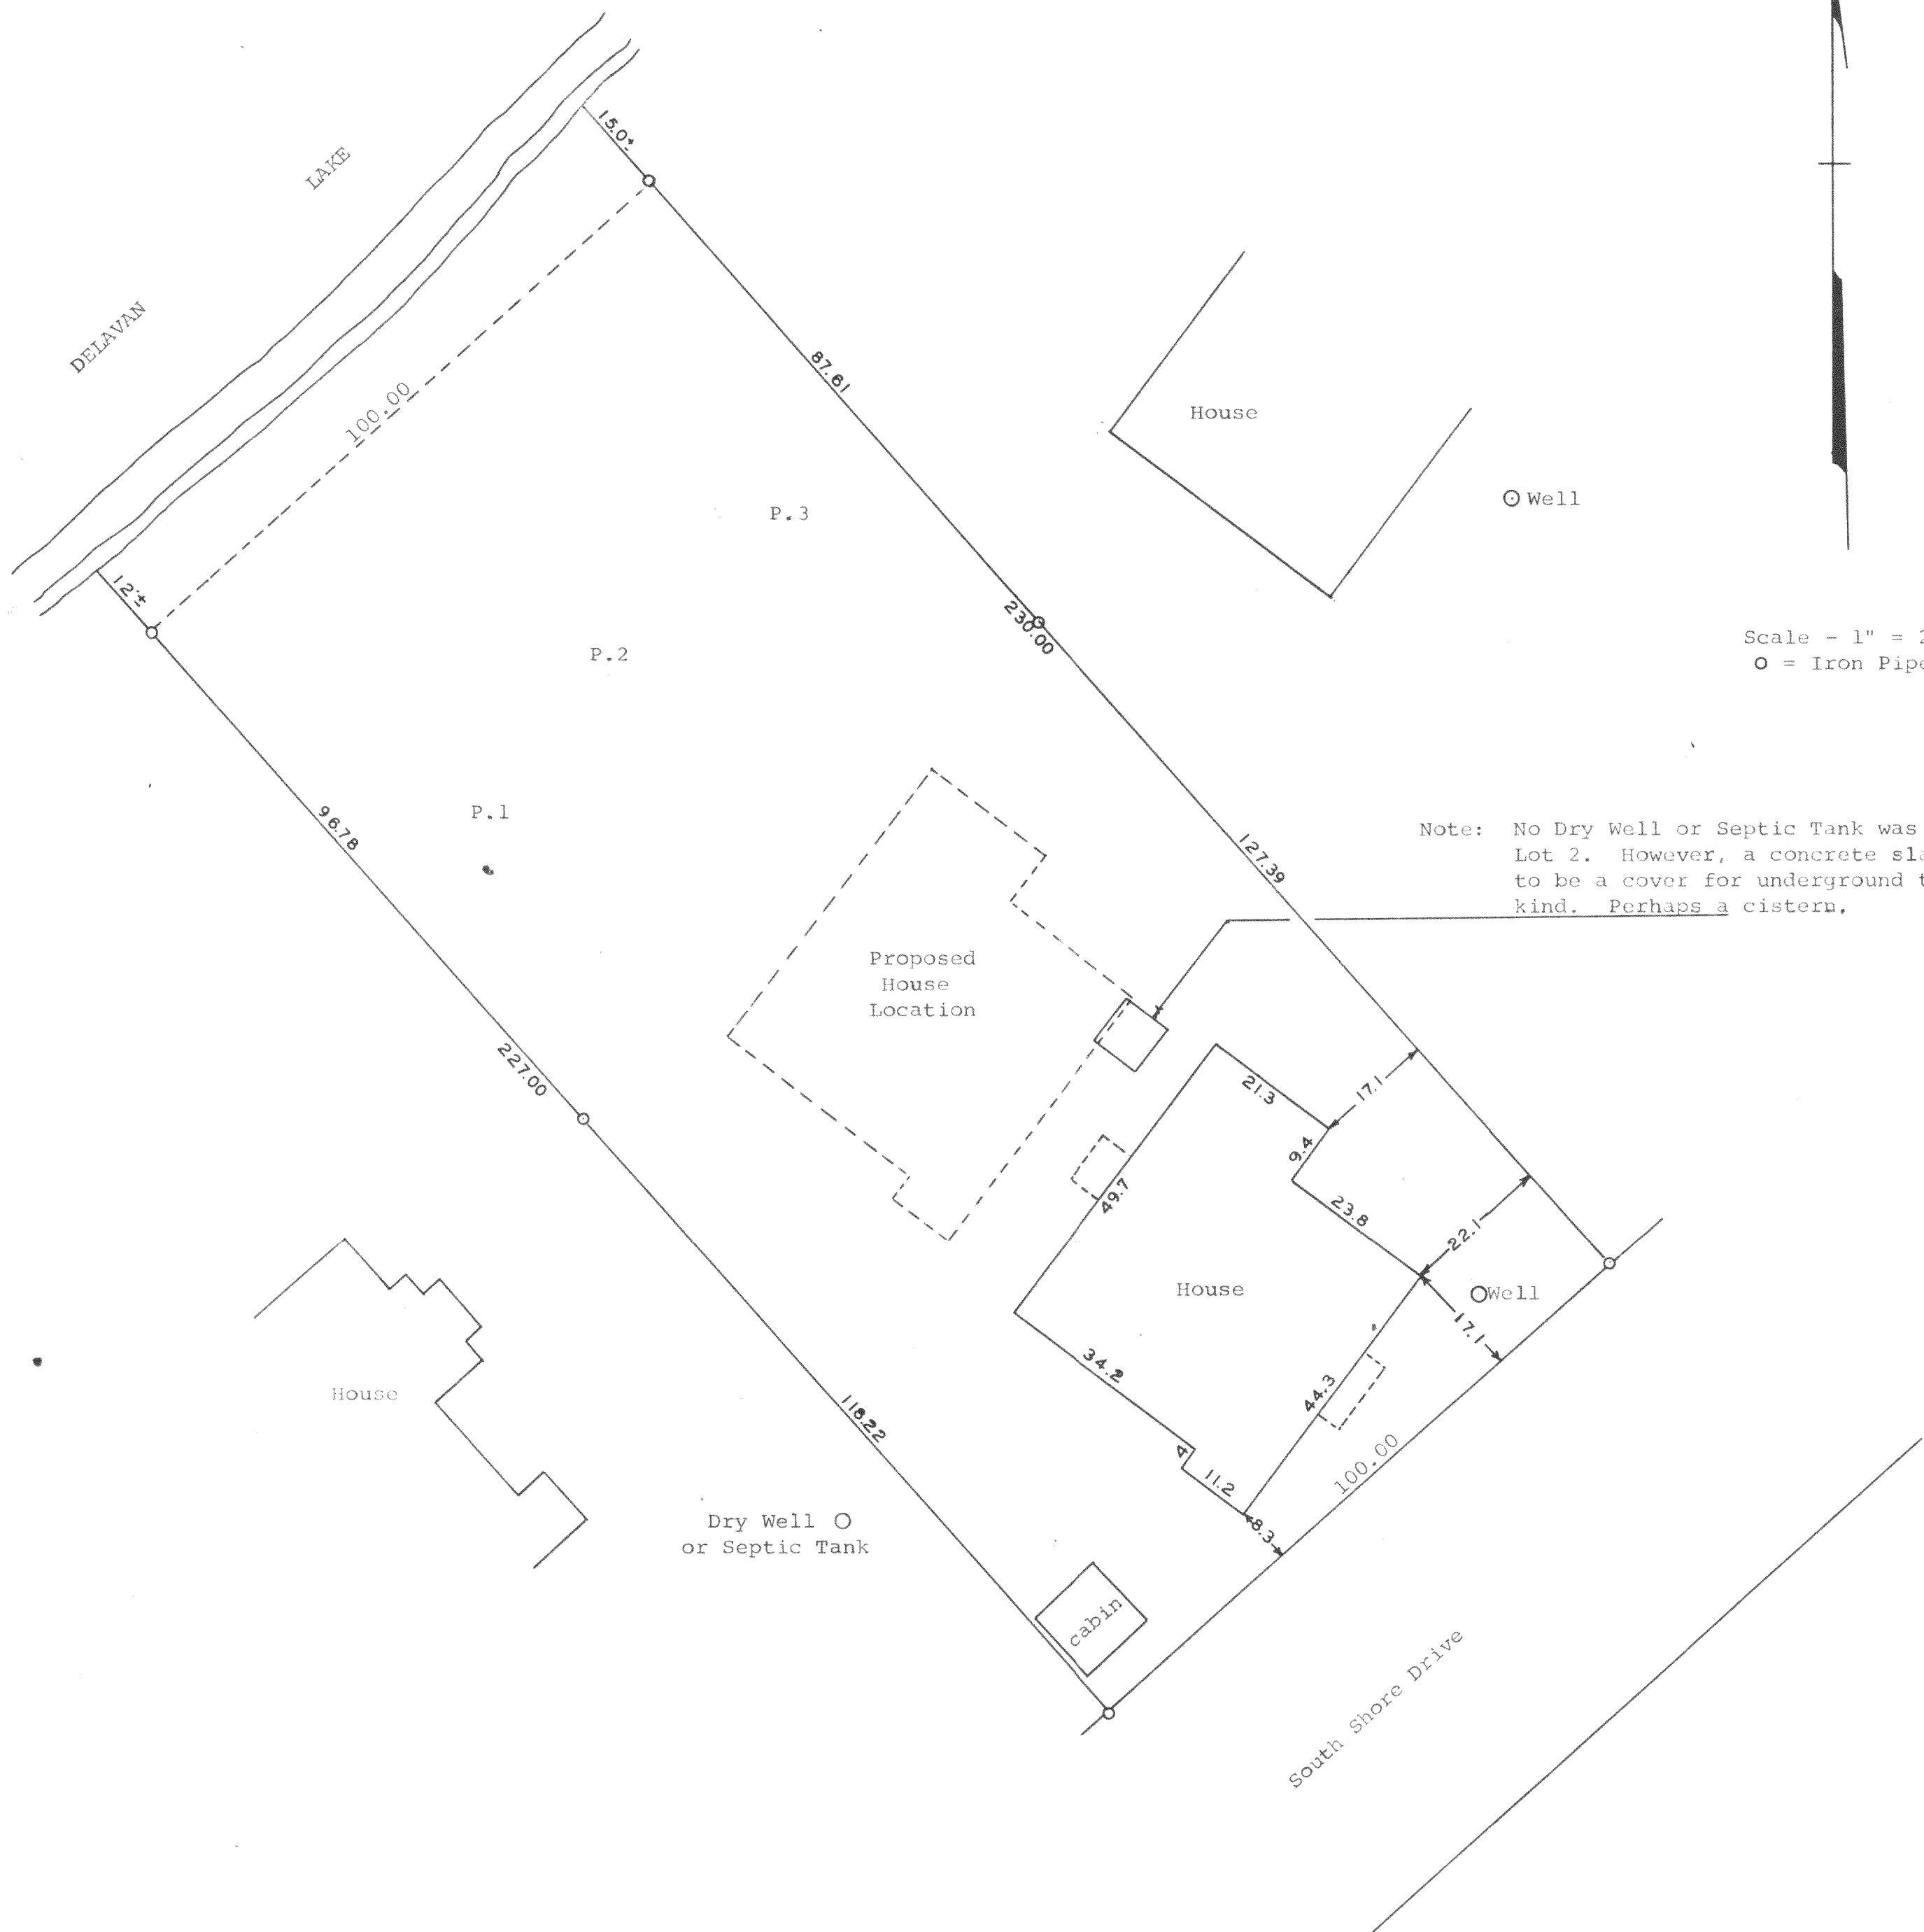 LAKE
DELAVAN
15.0±
100.00
12'±
87.61
House
Well
P.3
230.00
P.2
Scale - 1" = 2
O = Iron Pipe
96.78
P.1
127.39
Note: No Dry Well or Septic Tank was
Lot 2. However, a concrete sla
to be a cover for underground t
kind. Perhaps a cistern.
Proposed
House
Location
227.00
21.3
17.1
9.4
49.7
23.8
22.1
House
Well
17.1
34.2
44.3
House
118.22
4
11.2
100.00
8.3
Dry Well
or Septic Tank
cabin
South Shore Drive